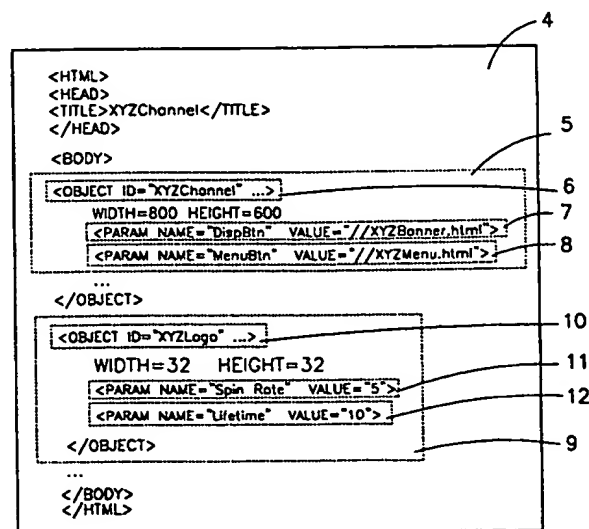 4
<HTML>
<HEAD>
<TITLE>XYZChannel</TITLE>
</HEAD>
<BODY>
5
<OBJECT ID="XYZChannel" ...>
6
WIDTH=800 HEIGHT=600
7
<PARAM NAME="DispBtn" VALUE="//XYZBanner.html">
<PARAM NAME="MenuBtn" VALUE="//XYZMenu.html">
8
...
</OBJECT>
<OBJECT ID="XYZLogo" ...>
10
WIDTH=32 HEIGHT=32
<PARAM NAME="Spin Rate" VALUE="5">
11
<PARAM NAME="Lifetime" VALUE="10">
12
</OBJECT>
9
...
</BODY>
</HTML>